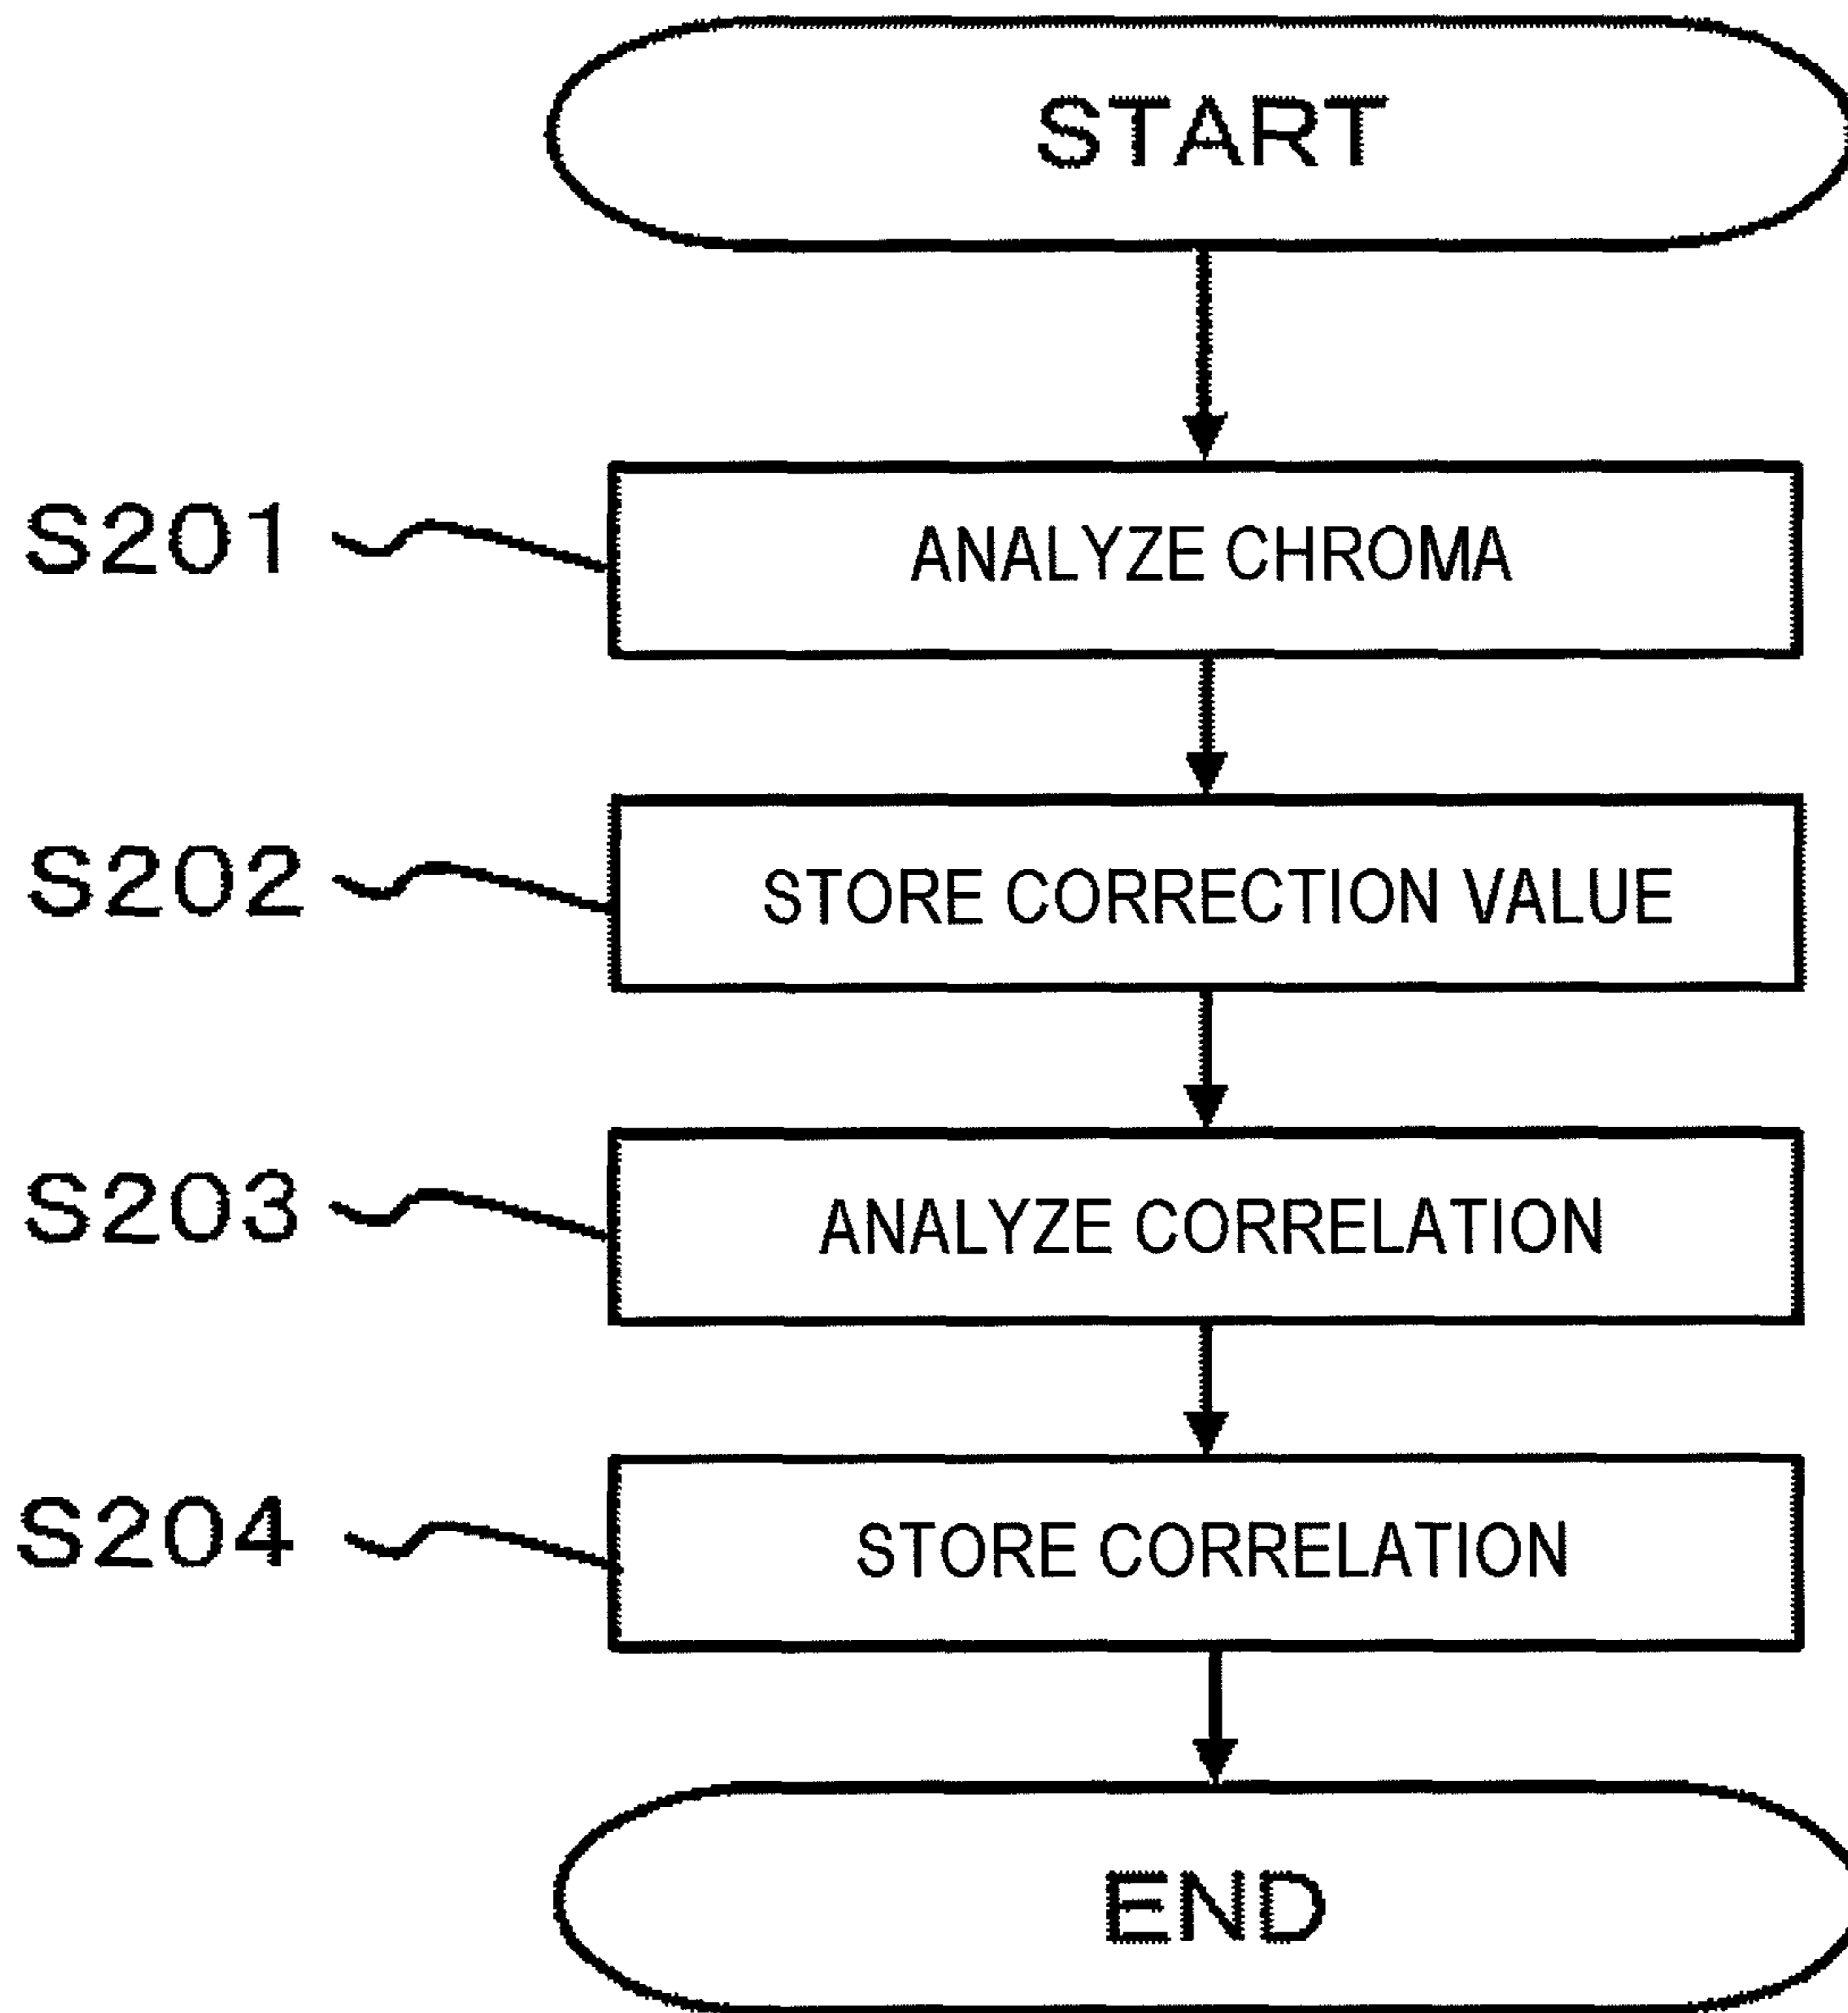 START
S201
ANALYZE CHROMA
S202
STORE CORRECTION VALUE
S203
ANALYZE CORRELATION
S204
STORE CORRELATION
END